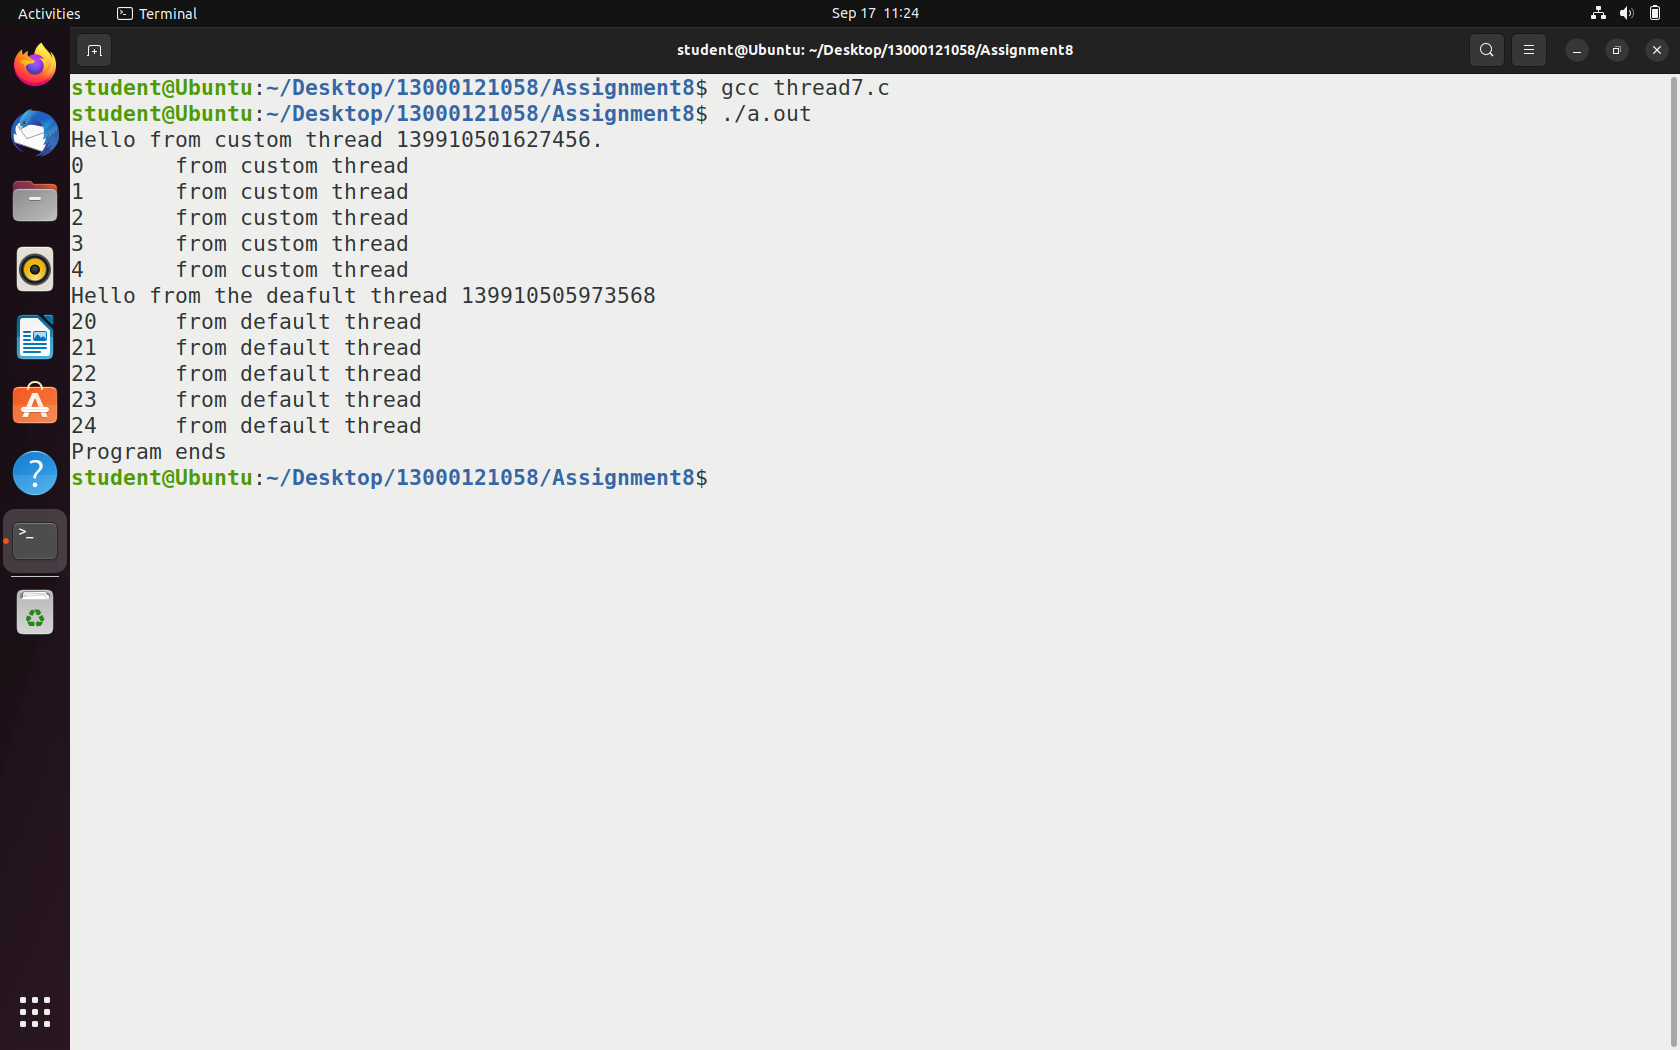 Activities Terminal Sep 17 11:24
student@Ubuntu: ~/Desktop/13000121058/Assignment8
student@Ubuntu:~/Desktop/13000121058/Assignment8$ gcc thread7.c
student@Ubuntu:~/Desktop/13000121058/Assignment8$ ./a.out
Hello from custom thread 139910501627456.
0 from custom thread
1 from custom thread
2 from custom thread
3 from custom thread
4 from custom thread
Hello from the deafult thread 139910505973568
20 from default thread
21 from default thread
22 from default thread
23 from default thread
24 from default thread
Program ends
student@Ubuntu:~/Desktop/13000121058/Assignment8$